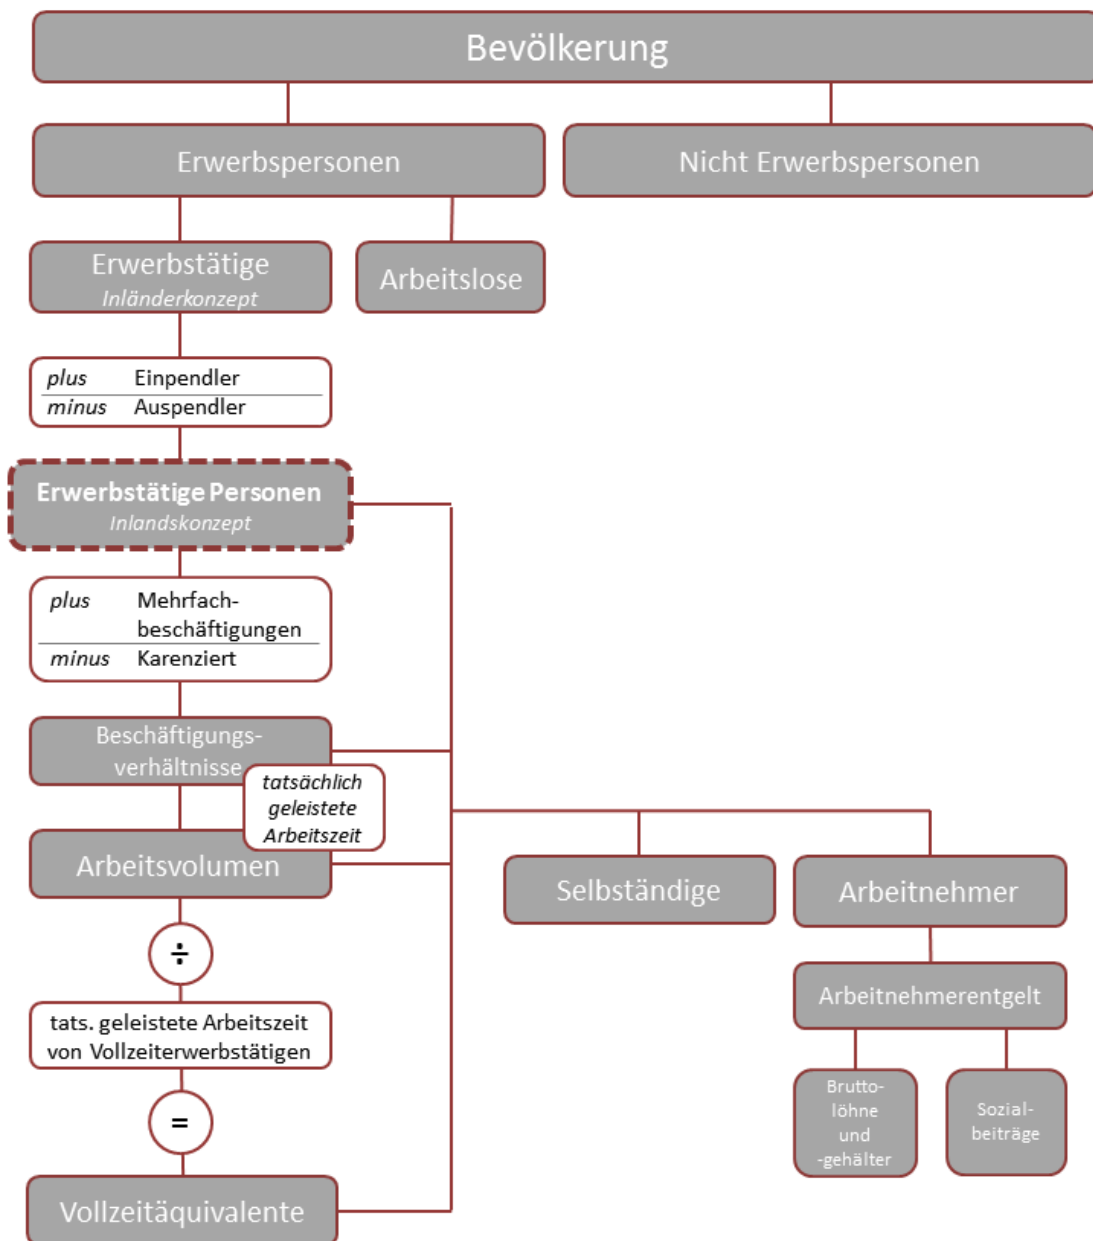 Bevölkerung
Erwerbspersonen
Nicht Erwerbspersonen
Erwerbstätige
Inländerkonzept
Arbeitslose
plus Einpendler
minus Auspendler
Erwerbstätige Personen
Inlandskonzept
plus Mehrfach-
beschäftigungen
minus Karenziert
Beschäftigungs-
verhältnisse
tatsächlich
geleistete
Arbeitszeit
Arbeitsvolumen
Selbständige
Arbeitnehmer
÷
Arbeitnehmerentgelt
tats. geleistete Arbeitszeit
von Vollzeiterwerbstätigen
Brutto-
löhne
und
-gehälter
Sozial-
beiträge
=
Vollzeitäquivalente